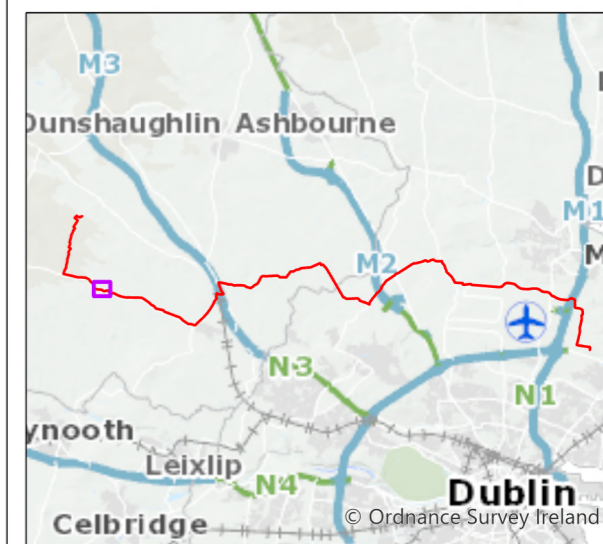 M3
Dunshaughlin
Ashbourne
M1
M2
N3
N1
ynooth
Leixlip
N4
Dublin
Celbridge
© Ordnance Survey Ireland